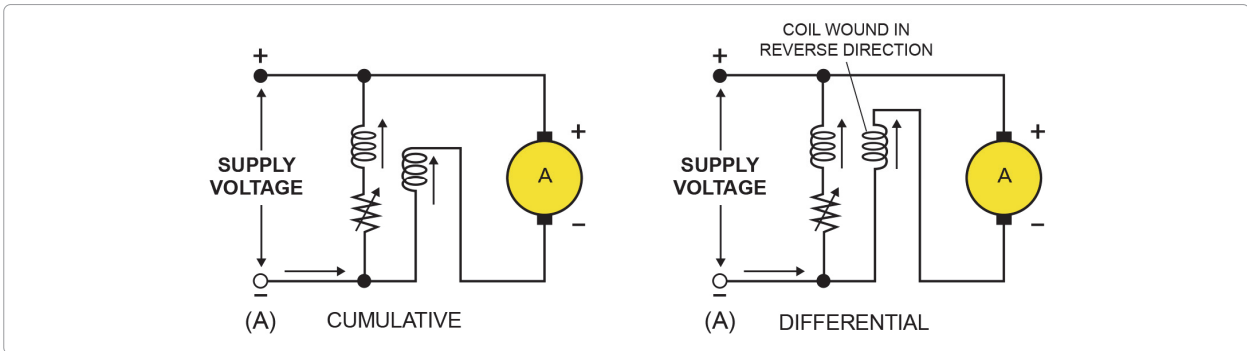 +
SUPPLY
VOLTAGE
−
A
+
−
(A) CUMULATIVE
COIL WOUND IN
REVERSE DIRECTION
+
SUPPLY
VOLTAGE
−
A
+
−
(A) DIFFERENTIAL